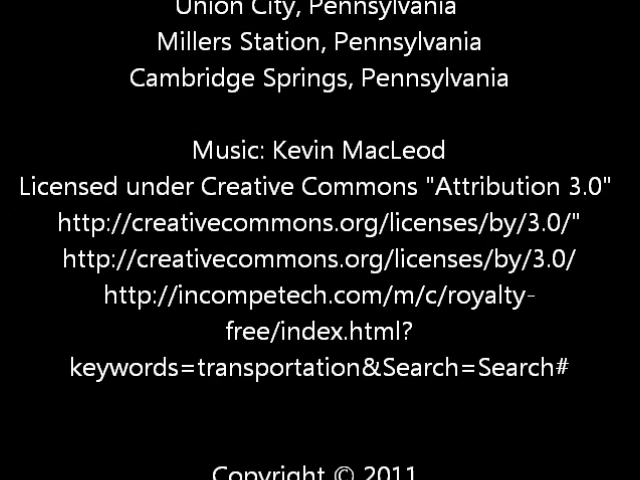 Union City, Pennsylvania
Millers Station, Pennsylvania
Cambridge Springs, Pennsylvania
Music: Kevin MacLeod
Licensed under Creative Commons "Attribution 3.0"
http://creativecommons.org/licenses/by/3.0/"
http://creativecommons.org/licenses/by/3.0/
http://incompetech.com/m/c/royalty-
free/index.html?
keywords=transportation&Search=Search#
Copyright © 2011